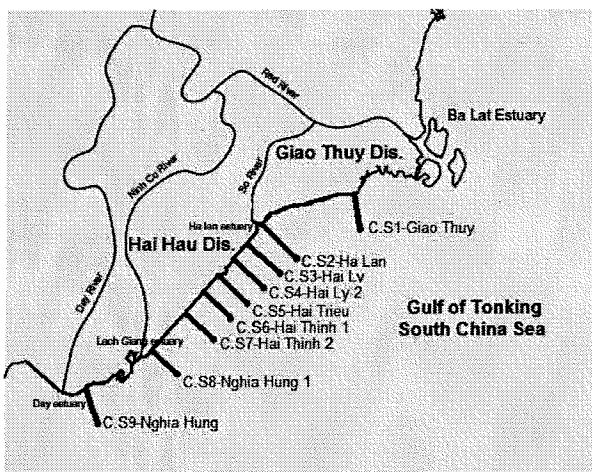 Red River
Ba Lat Estuary
Giao Thuy Dis.
So River
Ninh Co River
Ha lan estuary
C.S1-Giao Thuy
Hai Hau Dis.
C.S2-Ha Lan
C.S3-Hai Lv
Day River
C.S4-Hai Ly 2
C.S5-Hai Trieu
Gulf of Tonking
South China Sea
C.S6-Hai Thinh 1
Lach Giang estuary
C.S7-Hai Thinh 2
C.S8-Nghia Hung 1
Day estuary
C.S9-Nghia Hung